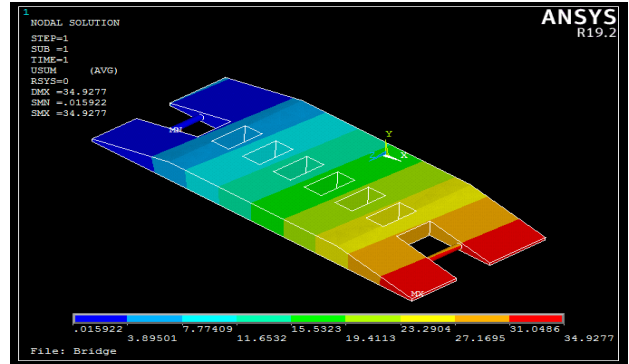 1
NODAL SOLUTION
ANSYS
R19.2
STEP=1
SUB =1
TIME=1
USUM (AVG)
RSYS=0
DMX =34.9277
SMN =.015922
SMX =34.9277
MN
Y
X
MX
.015922 7.77409 15.5323 23.2904 31.0486
3.89501 11.6532 19.4113 27.1695 34.9277
File: Bridge